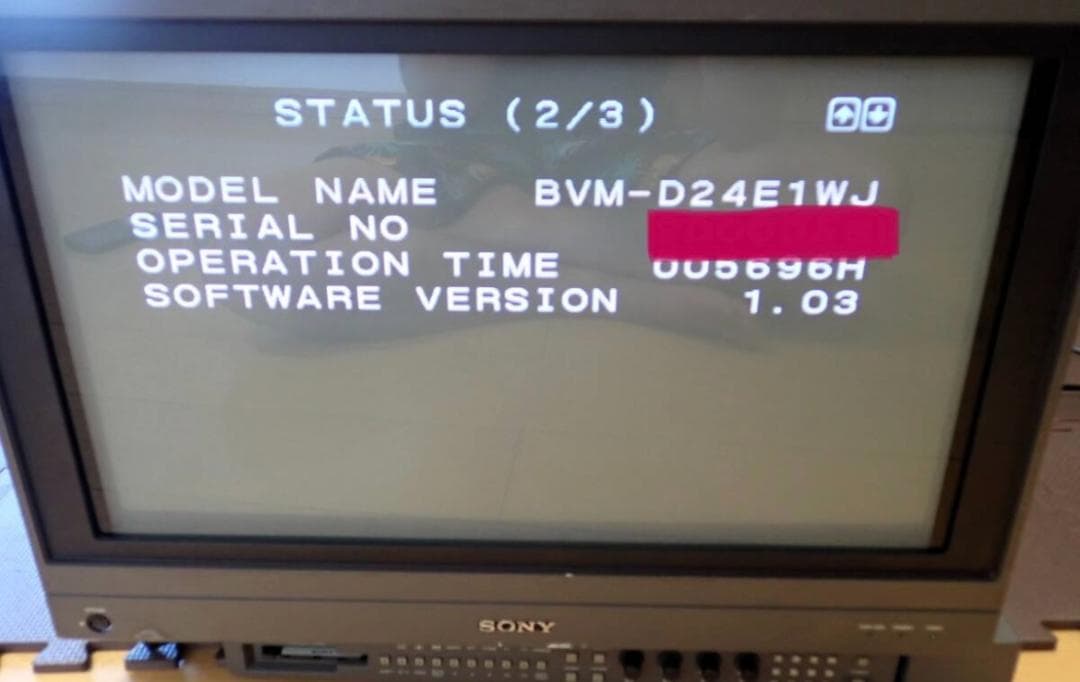 STATUS (2/3)
MODEL NAME BVM-D24E1WJ
SERIAL NO
OPERATION TIME 005696H
SOFTWARE VERSION 1.03
SONY